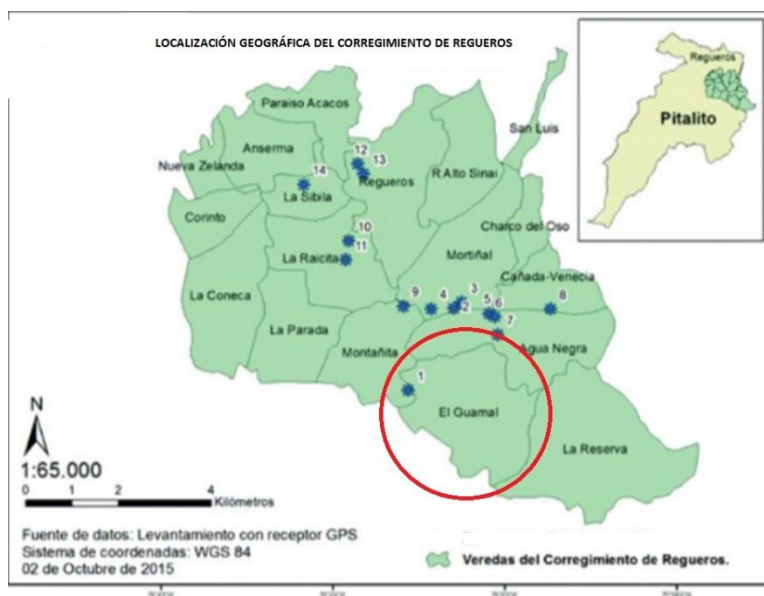 LOCALIZACIÓN GEOGRÁFICA DEL CORREGIMIENTO DE REGUEROS
Regueros
Pitalito
Paraiso Acacos
San Luis
Anserma
Nueva Zelanda
12
13
14
Regueros
R Alto Sinai
La Sibila
Corinto
Charco del Oso
10
11
Mortiñal
La Raicita
Cañada-Venecia
La Coneca
9
4
3
2
5
6
8
7
La Parada
Montañita
Agua Negra
1
El Guamal
La Reserva
N
1:65.000
0 1 2 4
Kilómetros
Fuente de datos: Levantamiento con receptor GPS
Sistema de coordenadas: WGS 84
02 de Octubre de 2015
Veredas del Corregimiento de Regueros.